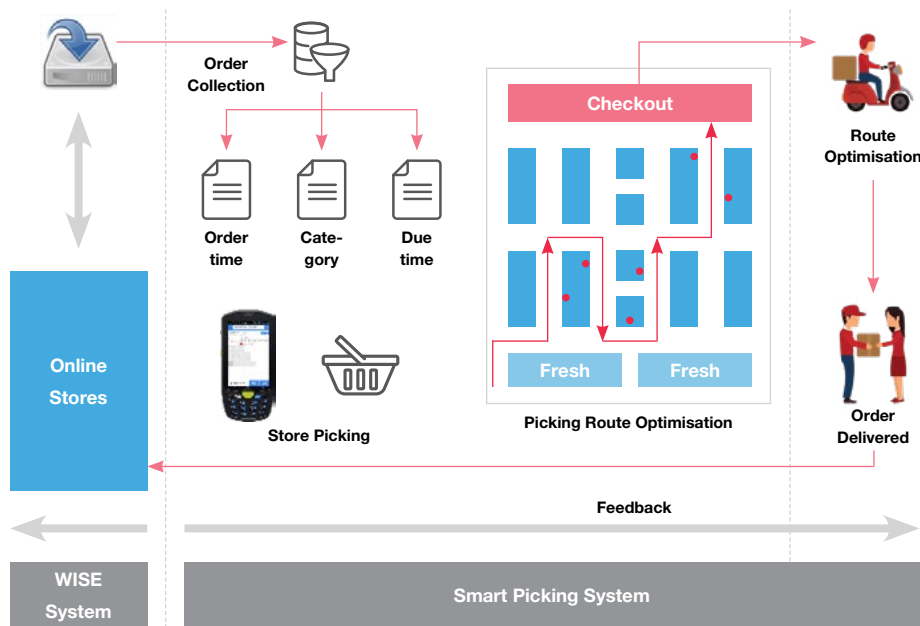 Order
Collection
Checkout
Route
Optimisation
Order
time
Cate-
gory
Due
time
Online
Stores
Fresh
Fresh
Store Picking
Picking Route Optimisation
Order
Delivered
Feedback
WISE
System
Smart Picking System